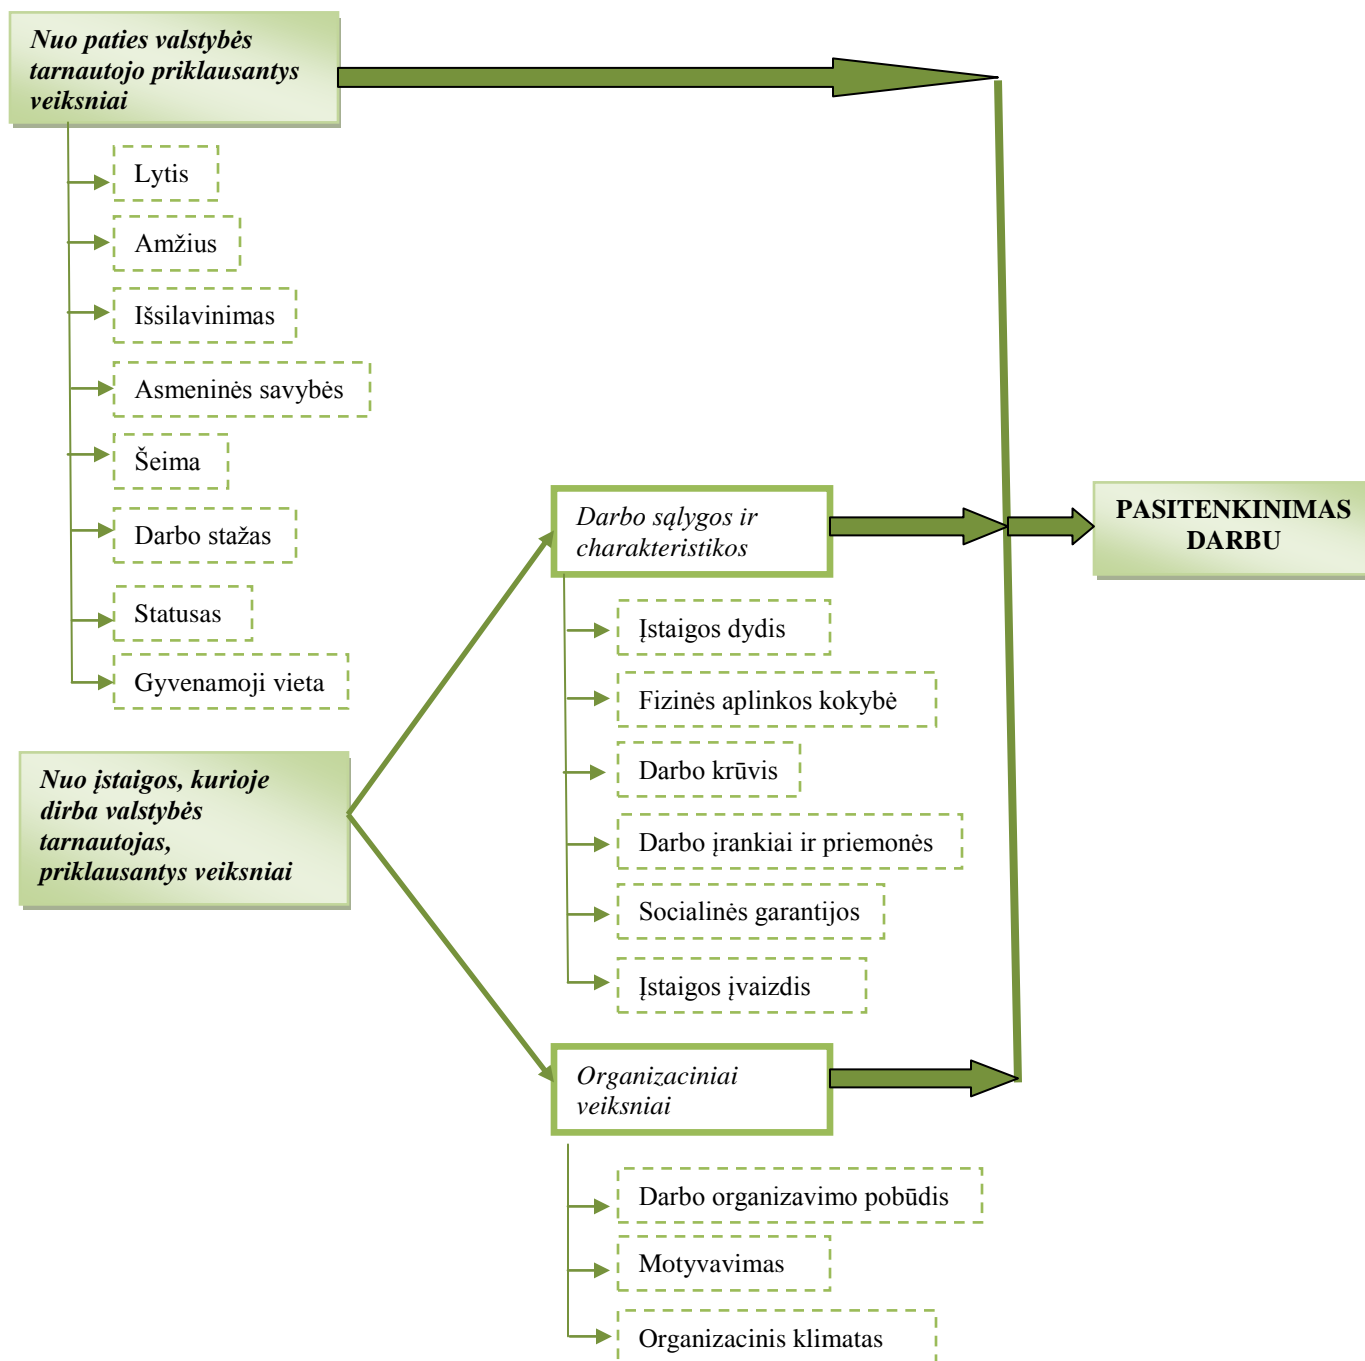 Nuo paties valstybės
tarnautojo priklausantys
veiksniai
Lytis
Amžius
Išsilavinimas
Asmeninės savybės
Šeima
Darbo stažas
Statusas
Gyvenamoji vieta
Nuo įstaigos, kurioje
dirba valstybės
tarnautojas,
priklausantys veiksniai
Darbo sąlygos ir
charakteristikos
Įstaigos dydis
Fizinės aplinkos kokybė
Darbo krūvis
Darbo įrankiai ir priemonės
Socialinės garantijos
Įstaigos įvaizdis
Organizaciniai
veiksniai
Darbo organizavimo pobūdis
Motyvavimas
Organizacinis klimatas
PASITENKINIMAS
DARBU